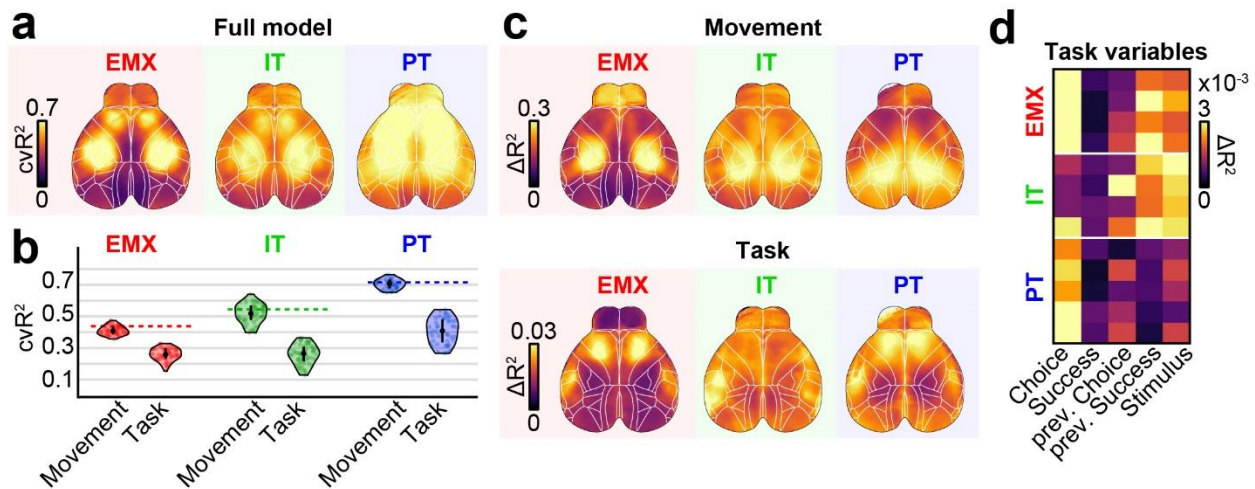 a
Full model
EMX
IT
PT
0.7
cvR²
0
b
EMX
IT
PT
cvR²
0.7
0.5
0.3
0.1
Movement
Task
Movement
Task
Movement
Task
c
Movement
EMX
IT
PT
0.3
ΔR²
0
Task
EMX
IT
PT
0.03
ΔR²
0
d
Task variables
EMX
IT
PT
x10⁻³
3
ΔR²
0
Choice
Success
prev. Choice
prev. Success
Stimulus